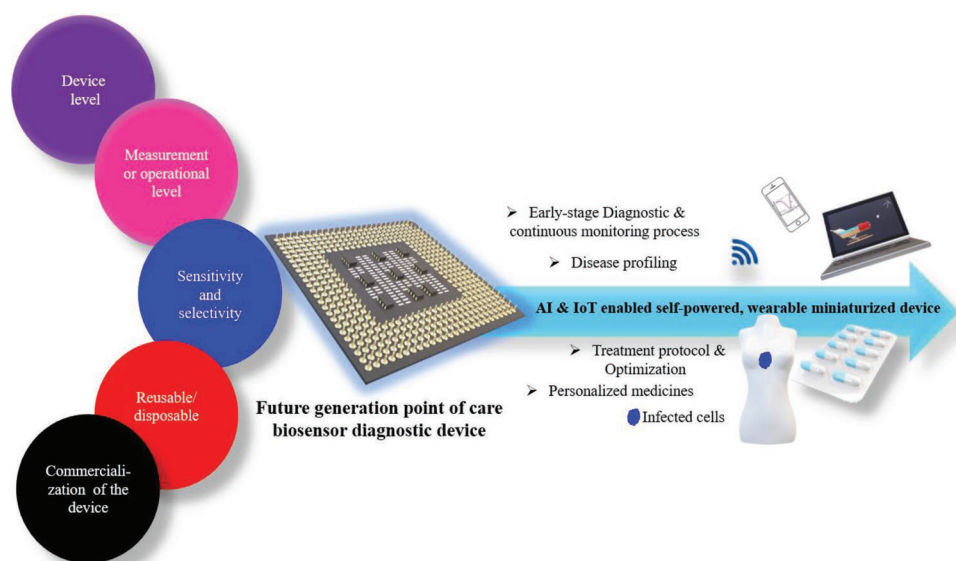 Device
level
Measurement
or operational
level
Sensitivity
and
selectivity
Reusable/
disposable
Commerciali-
zation of the
device
Future generation point of care
biosensor diagnostic device
➢ Early-stage Diagnostic &
continuous monitoring process
➢ Disease profiling
AI & IoT enabled self-powered, wearable miniaturized device
➢ Treatment protocol &
Optimization
➢ Personalized medicines
Infected cells